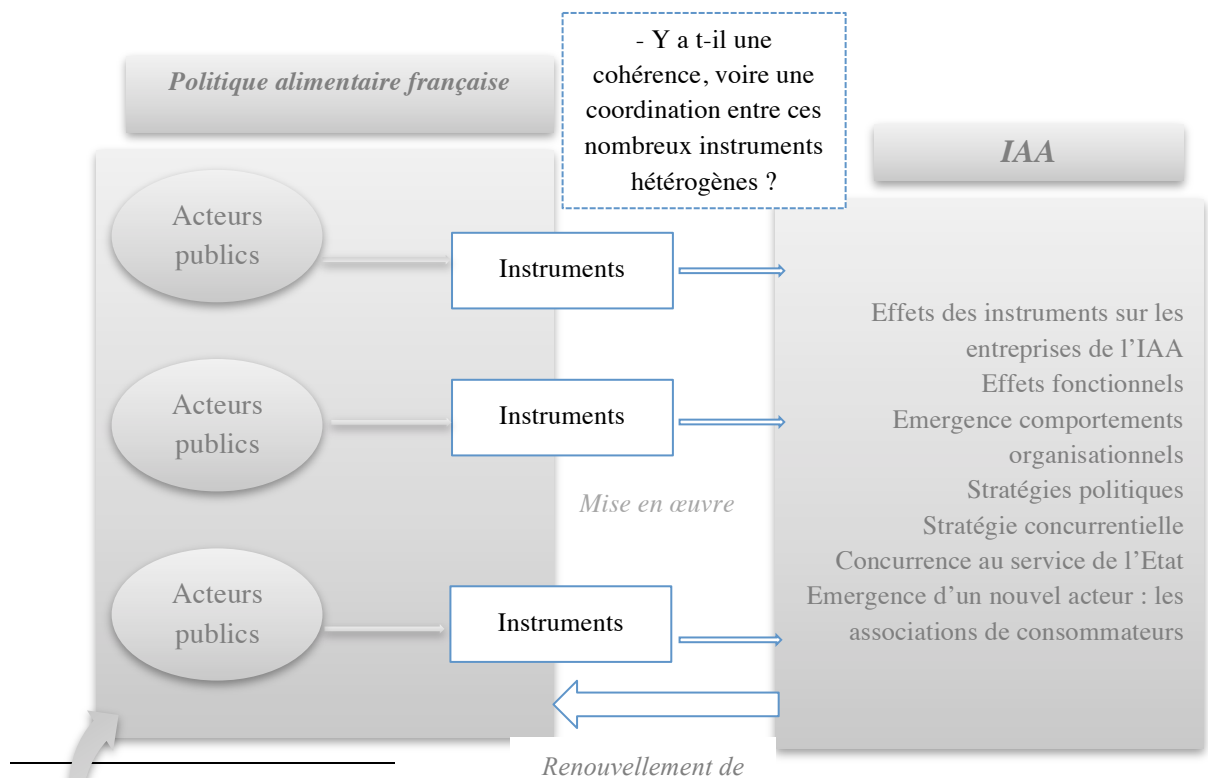 - Y a t-il une
cohérence, voire une
coordination entre ces
nombreux instruments
hétérogènes ?
Politique alimentaire française
IAA
Acteurs
publics
Instruments
Acteurs
publics
Instruments
Mise en œuvre
Acteurs
publics
Instruments
Effets des instruments sur les
entreprises de l’IAA
Effets fonctionnels
Emergence comportements
organisationnels
Stratégies politiques
Stratégie concurrentielle
Concurrence au service de l’Etat
Emergence d’un nouvel acteur : les
associations de consommateurs
Renouvellement de